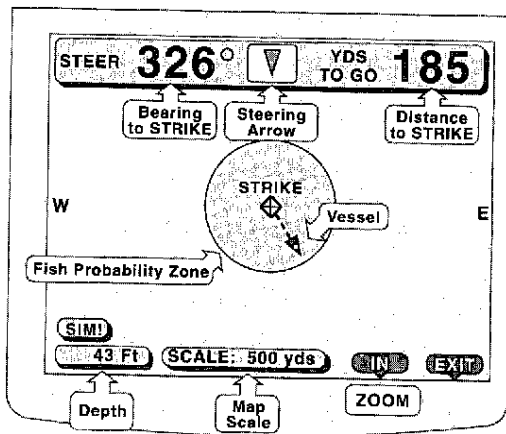 STEER 326° YDS TO GO 185
Bearing to STRIKE
Steering Arrow
Distance to STRIKE
STRIKE
W
E
Vessel
Fish Probability Zone
SIM!
43 Ft
SCALE: 500 yds
IN
EXIT
Depth
Map Scale
ZOOM